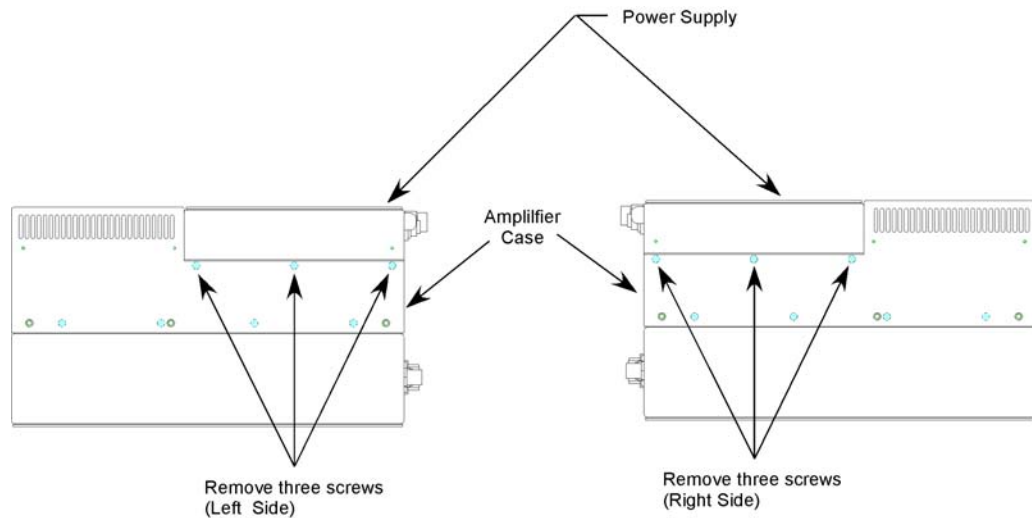 Power Supply
Amplilfier
Case
Remove three screws
(Left Side)
Remove three screws
(Right Side)